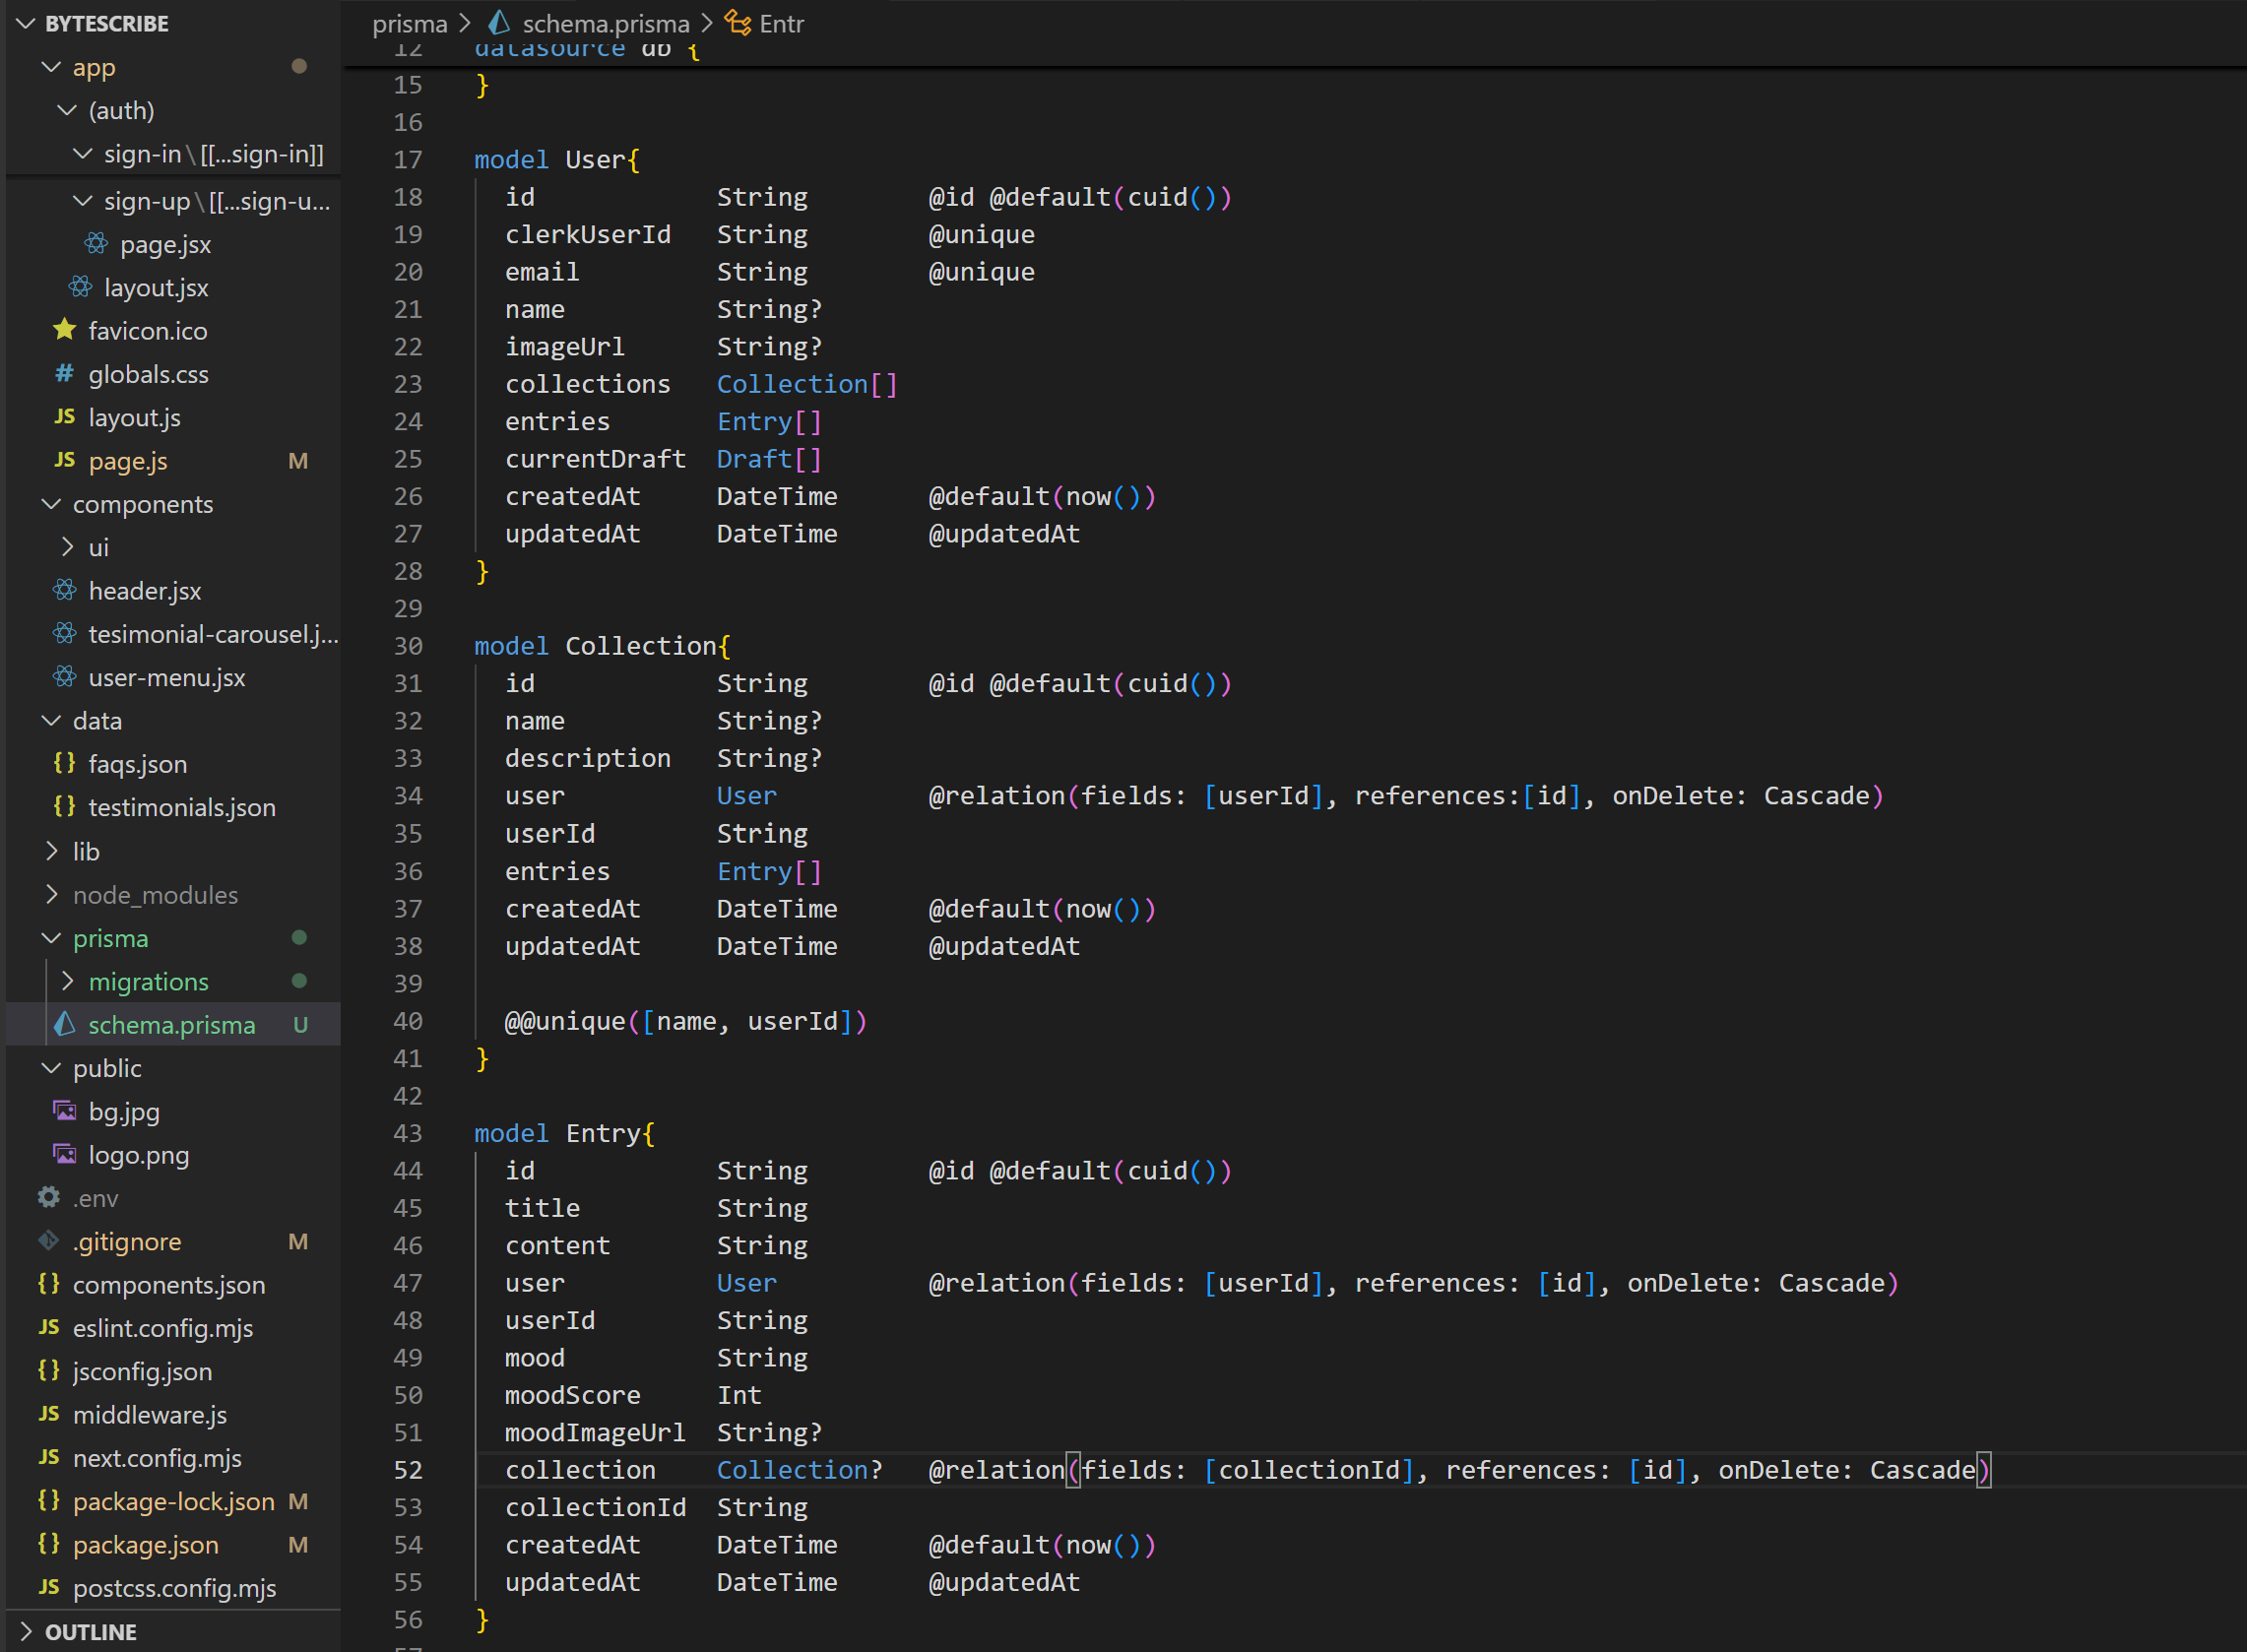 BYTESCRIBE
app
(auth)
sign-in\[[...sign-in]]
sign-up\[[...sign-u...
page.jsx
layout.jsx
favicon.ico
# globals.css
JS layout.js
JS page.js M
components
ui
header.jsx
tesimonial-carousel.j...
user-menu.jsx
data
{} faqs.json
{} testimonials.json
lib
node_modules
prisma
migrations
schema.prisma U
public
bg.jpg
logo.png
.env
.gitignore M
{} components.json
JS eslint.config.mjs
{} jsconfig.json
JS middleware.js
JS next.config.mjs
{} package-lock.json M
{} package.json M
JS postcss.config.mjs
OUTLINE
prisma > schema.prisma > Entr
12 datasource db {
15 }
16
17 model User{
18 id String @id @default(cuid())
19 clerkUserId String @unique
20 email String @unique
21 name String?
22 imageUrl String?
23 collections Collection[]
24 entries Entry[]
25 currentDraft Draft[]
26 createdAt DateTime @default(now())
27 updatedAt DateTime @updatedAt
28 }
29
30 model Collection{
31 id String @id @default(cuid())
32 name String?
33 description String?
34 user User @relation(fields: [userId], references:[id], onDelete: Cascade)
35 userId String
36 entries Entry[]
37 createdAt DateTime @default(now())
38 updatedAt DateTime @updatedAt
39
40 @@unique([name, userId])
41 }
42
43 model Entry{
44 id String @id @default(cuid())
45 title String
46 content String
47 user User @relation(fields: [userId], references: [id], onDelete: Cascade)
48 userId String
49 mood String
50 moodScore Int
51 moodImageUrl String?
52 collection Collection? @relation(fields: [collectionId], references: [id], onDelete: Cascade)
53 collectionId String
54 createdAt DateTime @default(now())
55 updatedAt DateTime @updatedAt
56 }
57